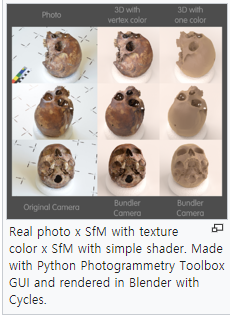 Photo
3D with
vertex color
3D with
one color
Original Camera
Bundler
Camera
Bundler
Camera
Real photo x SfM with texture
color x SfM with simple shader. Made
with Python Photogrammetry Toolbox
GUI and rendered in Blender with
Cycles.